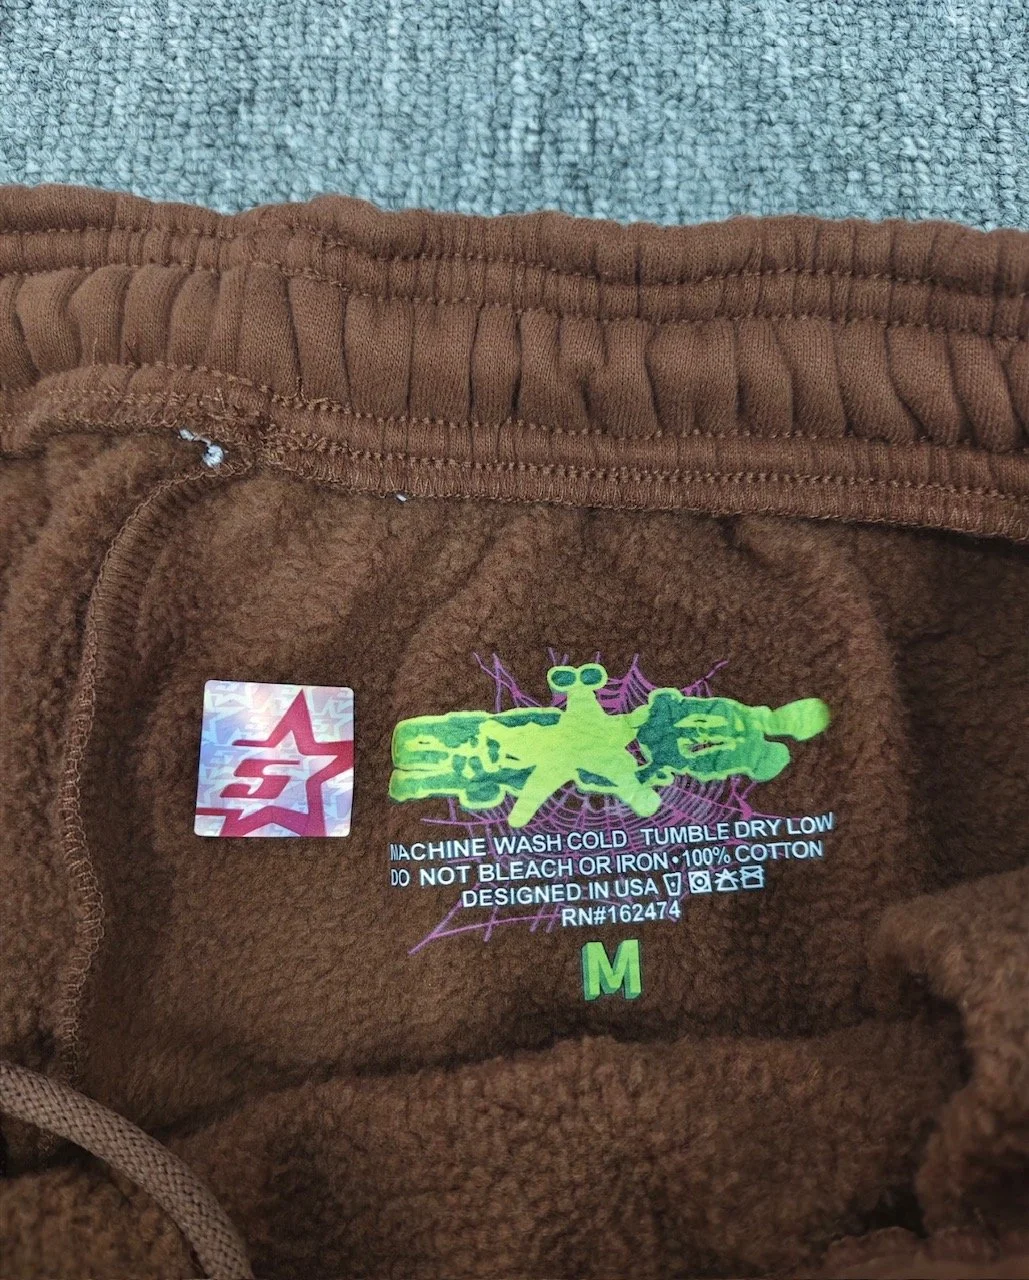 MACHINE WASH COLD TUMBLE DRY LOW
DO NOT BLEACH OR IRON • 100% COTTON
DESIGNED IN USA
RN#162474
M